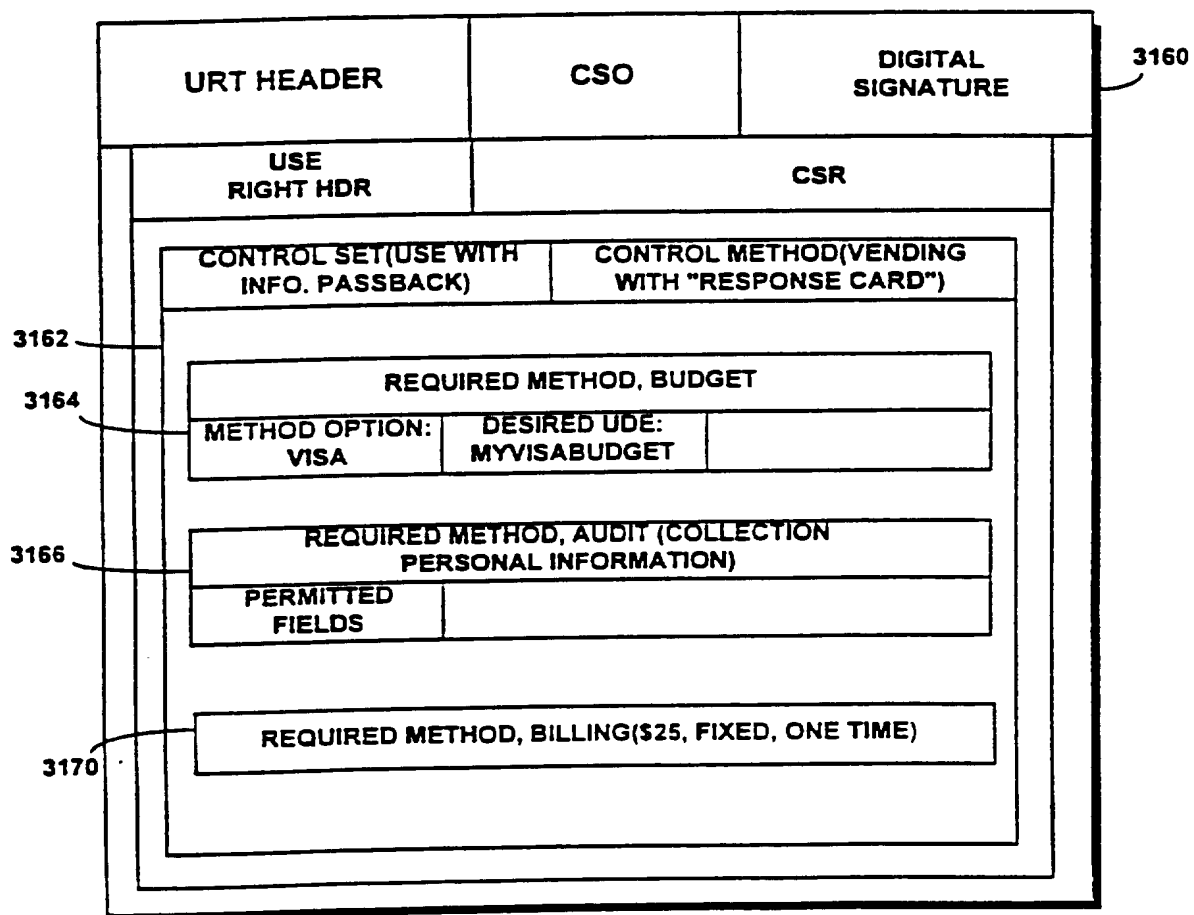 URT HEADER
CSO
DIGITAL
SIGNATURE
3160
USE
RIGHT HDR
CSR
CONTROL SET(USE WITH
INFO. PASSBACK)
CONTROL METHOD(VENDING
WITH "RESPONSE CARD")
3162
REQUIRED METHOD, BUDGET
3164
METHOD OPTION:
VISA
DESIRED UDE:
MYVISABUDGET
REQUIRED METHOD, AUDIT (COLLECTION
PERSONAL INFORMATION)
3166
PERMITTED
FIELDS
REQUIRED METHOD, BILLING($25, FIXED, ONE TIME)
3170